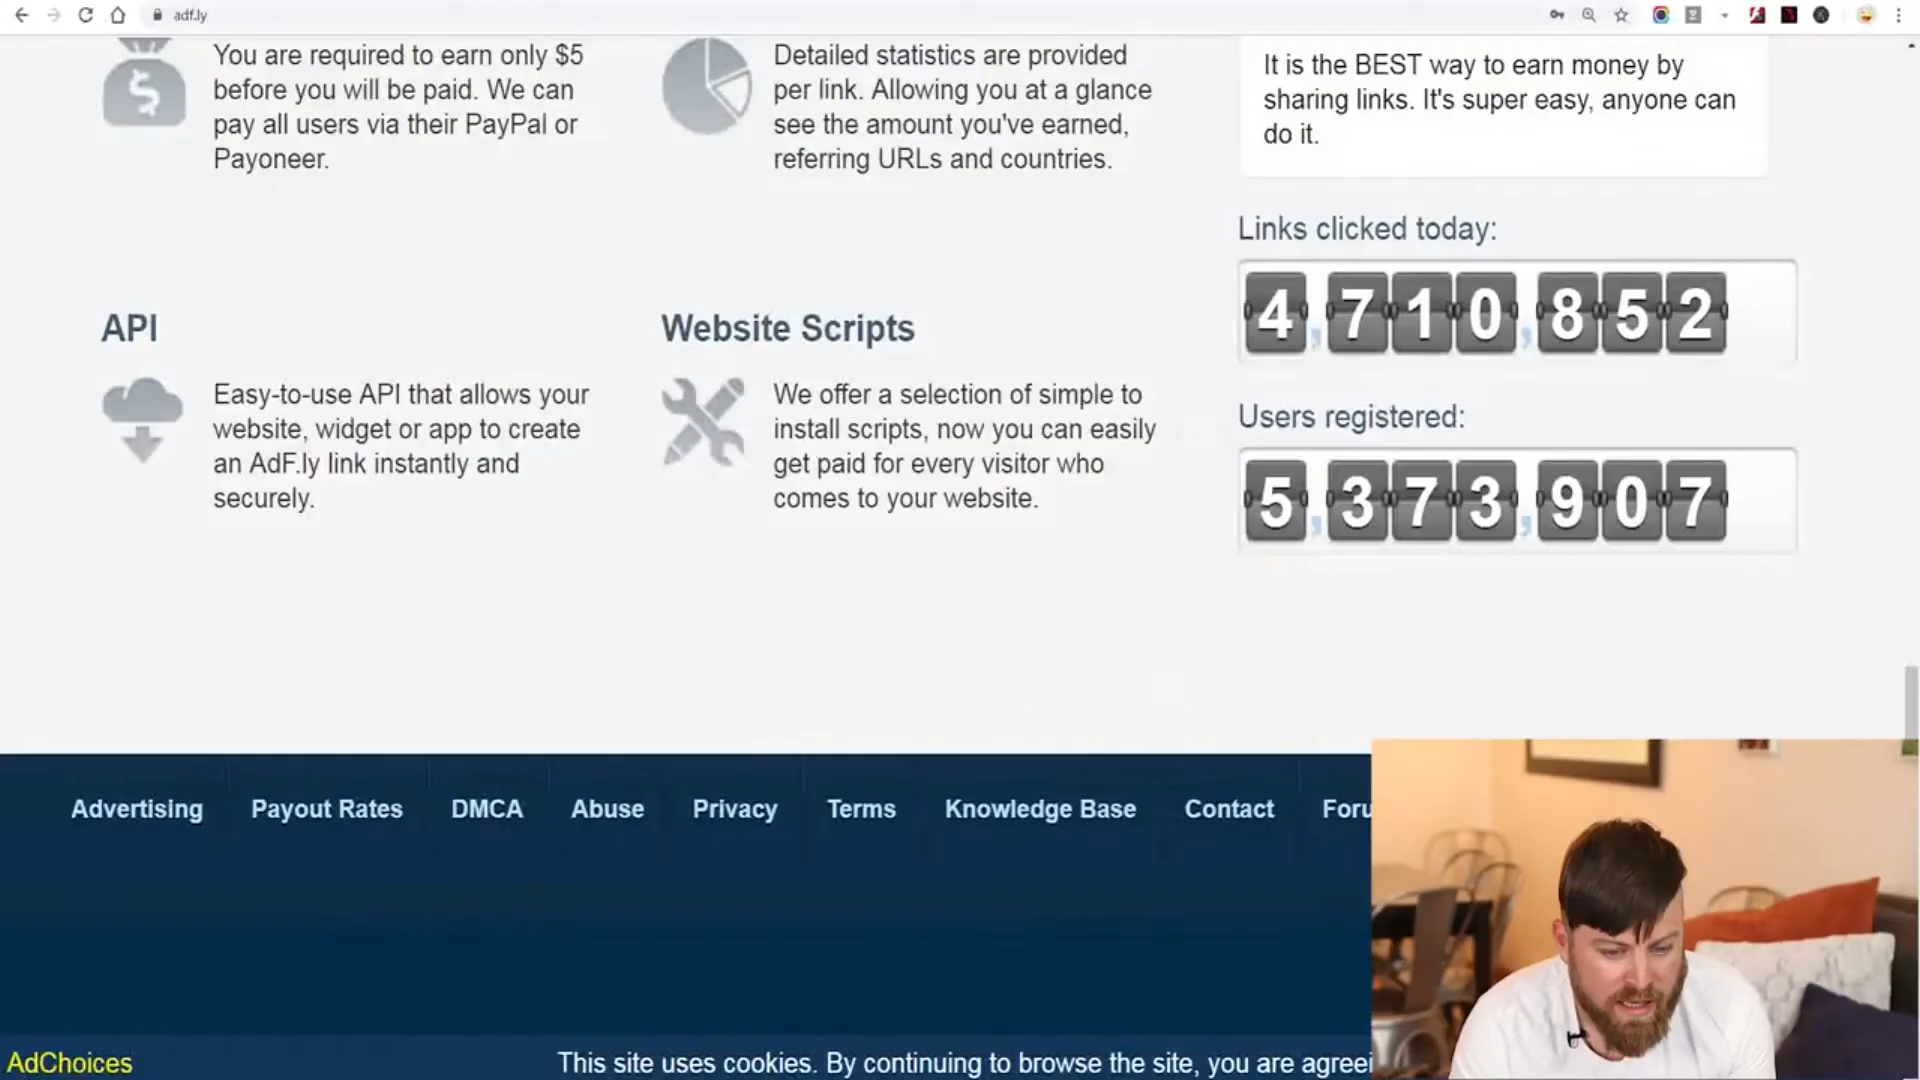 adf.ly
You are required to earn only $5
before you will be paid. We can
pay all users via their PayPal or
Payoneer.
Detailed statistics are provided
per link. Allowing you at a glance
see the amount you've earned,
referring URLs and countries.
It is the BEST way to earn money by
sharing links. It's super easy, anyone can
do it.
Links clicked today:
4,710,852
Users registered:
5,373,907
API
Easy-to-use API that allows your
website, widget or app to create
an AdF.ly link instantly and
securely.
Website Scripts
We offer a selection of simple to
install scripts, now you can easily
get paid for every visitor who
comes to your website.
Advertising Payout Rates DMCA Abuse Privacy Terms Knowledge Base Contact Foru
AdChoices
This site uses cookies. By continuing to browse the site, you are agreei